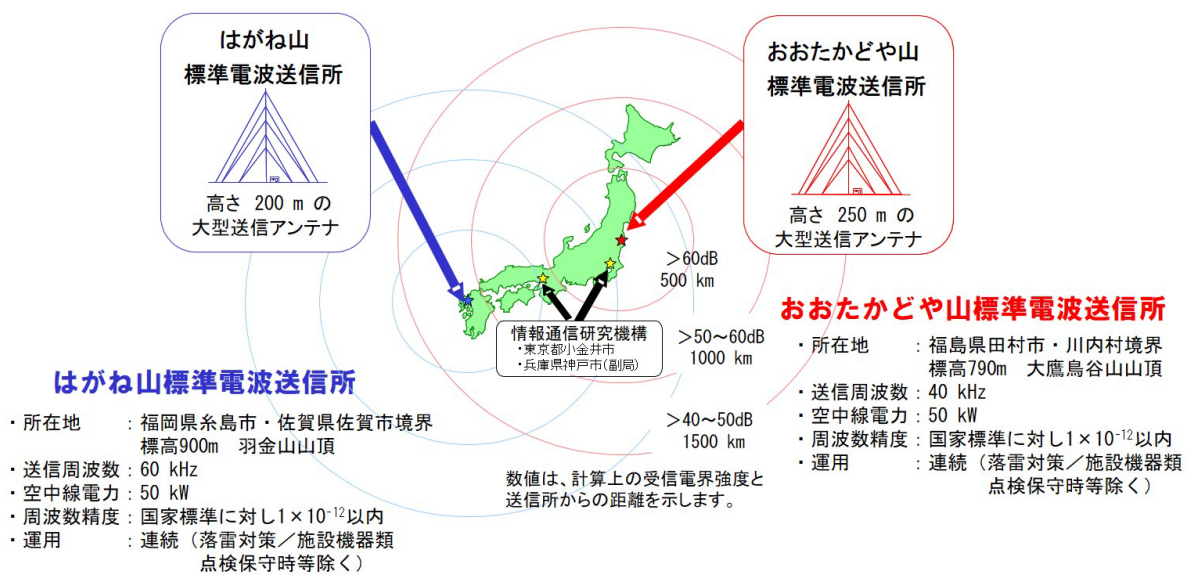 はがね山
標準電波送信所
高さ 200 m の
大型送信アンテナ
おおたかどや山
標準電波送信所
高さ 250 m の
大型送信アンテナ
>60dB
500 km
>50~60dB
1000 km
>40~50dB
1500 km
情報通信研究機構
・東京都小金井市
・兵庫県神戸市(副局)
数値は、計算上の受信電界強度と
送信所からの距離を示します。
はがね山標準電波送信所
・所在地 :福岡県糸島市・佐賀県佐賀市境界
標高900m 羽金山山頂
・送信周波数:60 kHz
・空中線電力:50 kW
・周波数精度:国家標準に対し1×10⁻¹²以内
・運用 :連続(落雷対策/施設機器類
点検保守時等除く)
おおたかどや山標準電波送信所
・所在地 :福島県田村市・川内村境界
標高790m 大鷹鳥谷山山頂
・送信周波数:40 kHz
・空中線電力:50 kW
・周波数精度:国家標準に対し1×10⁻¹²以内
・運用 :連続(落雷対策/施設機器類
点検保守時等除く)